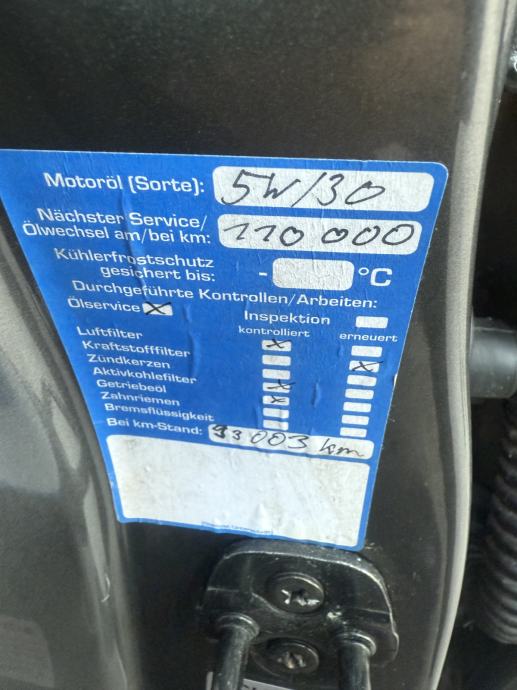 Motoröl (Sorte): 5W/30
Nächster Service/
Ölwechsel am/bei km: 110 000
Kühlerfrostschutz
gesichert bis: - °C
Durchgeführte Kontrollen/Arbeiten:
Ölservice x Inspektion
kontrolliert erneuert
Luftfilter x
Kraftstofffilter x
Zündkerzen
Aktivkohlefilter x
Getriebeöl x
Zahnriemen
Bremsflüssigkeit
Bei km-Stand: 93 003 km